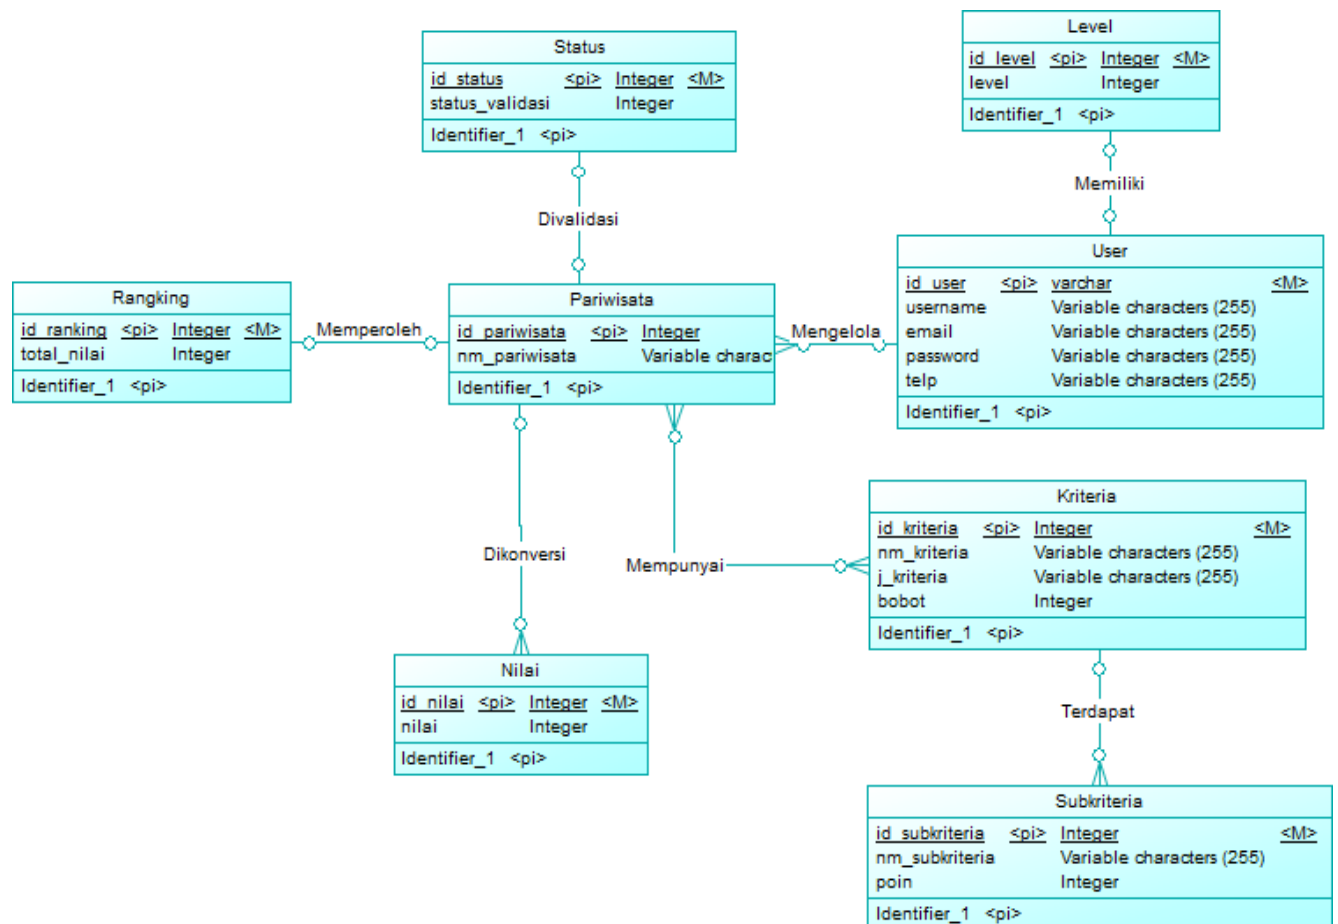 Level
id_level <pi> Integer <M>
level Integer
Identifier_1 <pi>
Status
id_status <pi> Integer <M>
status_validasi Integer
Identifier_1 <pi>
Memiliki
Divalidasi
User
id_user <pi> varchar <M>
username Variable characters (255)
email Variable characters (255)
password Variable characters (255)
telp Variable characters (255)
Identifier_1 <pi>
Rangking
id_ranking <pi> Integer <M>
total_nilai Integer
Identifier_1 <pi>
Memperoleh
Pariwisata
id_pariwisata <pi> Integer
nm_pariwisata Variable charac
Identifier_1 <pi>
Mengelola
Kriteria
id_kriteria <pi> Integer <M>
nm_kriteria Variable characters (255)
j_kriteria Variable characters (255)
bobot Integer
Identifier_1 <pi>
Dikonversi
Mempunyai
Nilai
id_nilai <pi> Integer <M>
nilai Integer
Identifier_1 <pi>
Terdapat
Subkriteria
id_subkriteria <pi> Integer <M>
nm_subkriteria Variable characters (255)
poin Integer
Identifier_1 <pi>